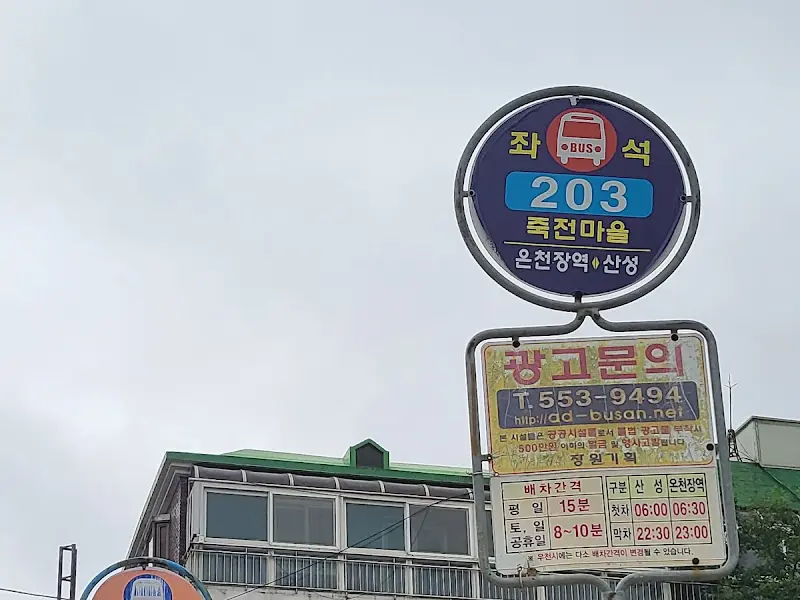 좌 석
BUS
203
죽전마을
온천장역 산성
광고문의
T. 553-9494
http://ad-busan.net
본 시설물은 공공시설물로서 불법 광고물 부착시
500만원 이하의 벌금 및 형사고발됩니다
장원기획
배차간격
평 일 15분
토, 일
공휴일 8~10분
구분 산 성 온천장역
첫차 06:00 06:30
막차 22:30 23:00
※ 우천시에는 다소 배차간격이 변경될 수 있습니다.